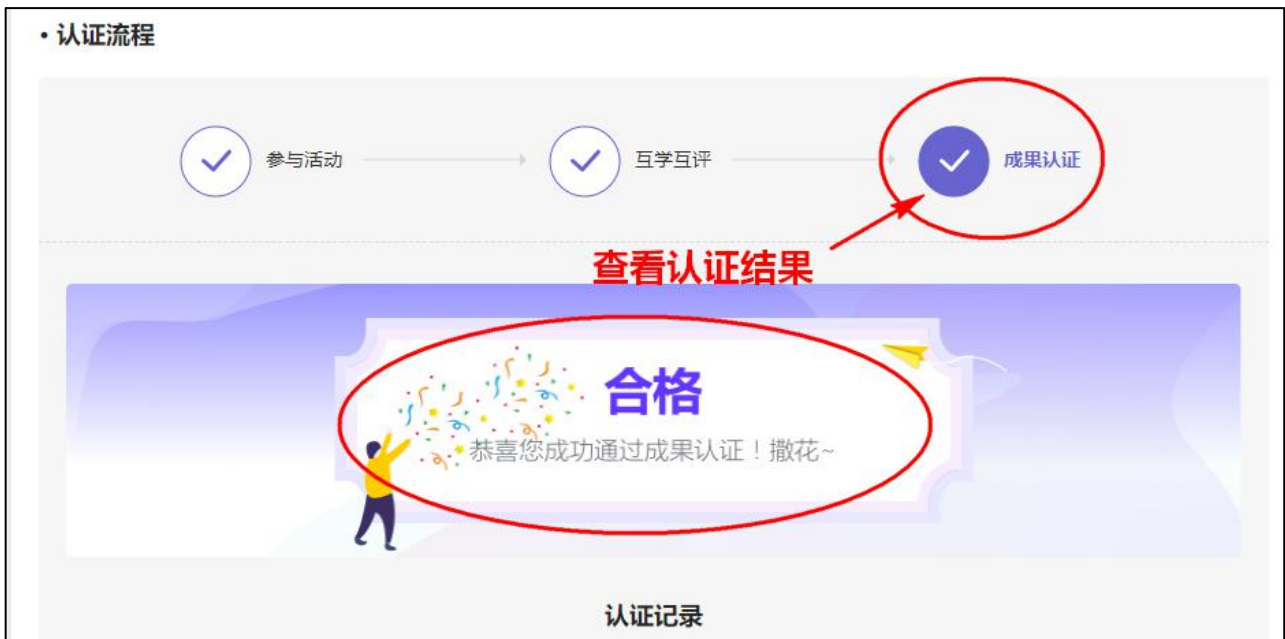 •认证流程
参与活动
互学互评
成果认证
查看认证结果
合格
恭喜您成功通过成果认证！撒花~
认证记录